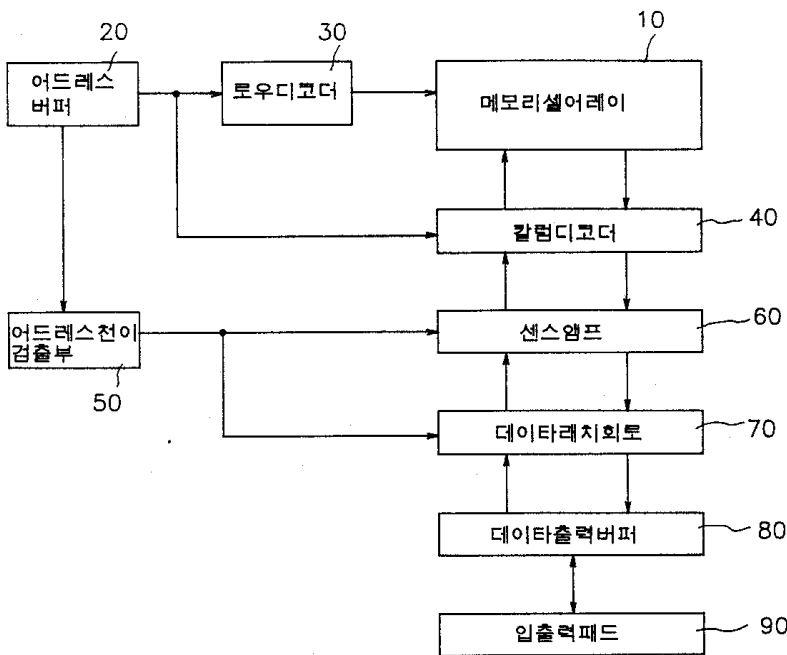 20
30
10
어드레스
버퍼
로우디코더
메모리셀어레이
칼럼디코더
40
어드레스천이
검출부
50
센스앰프
60
데이타래치회로
70
데이타출력버퍼
80
입출력패드
90